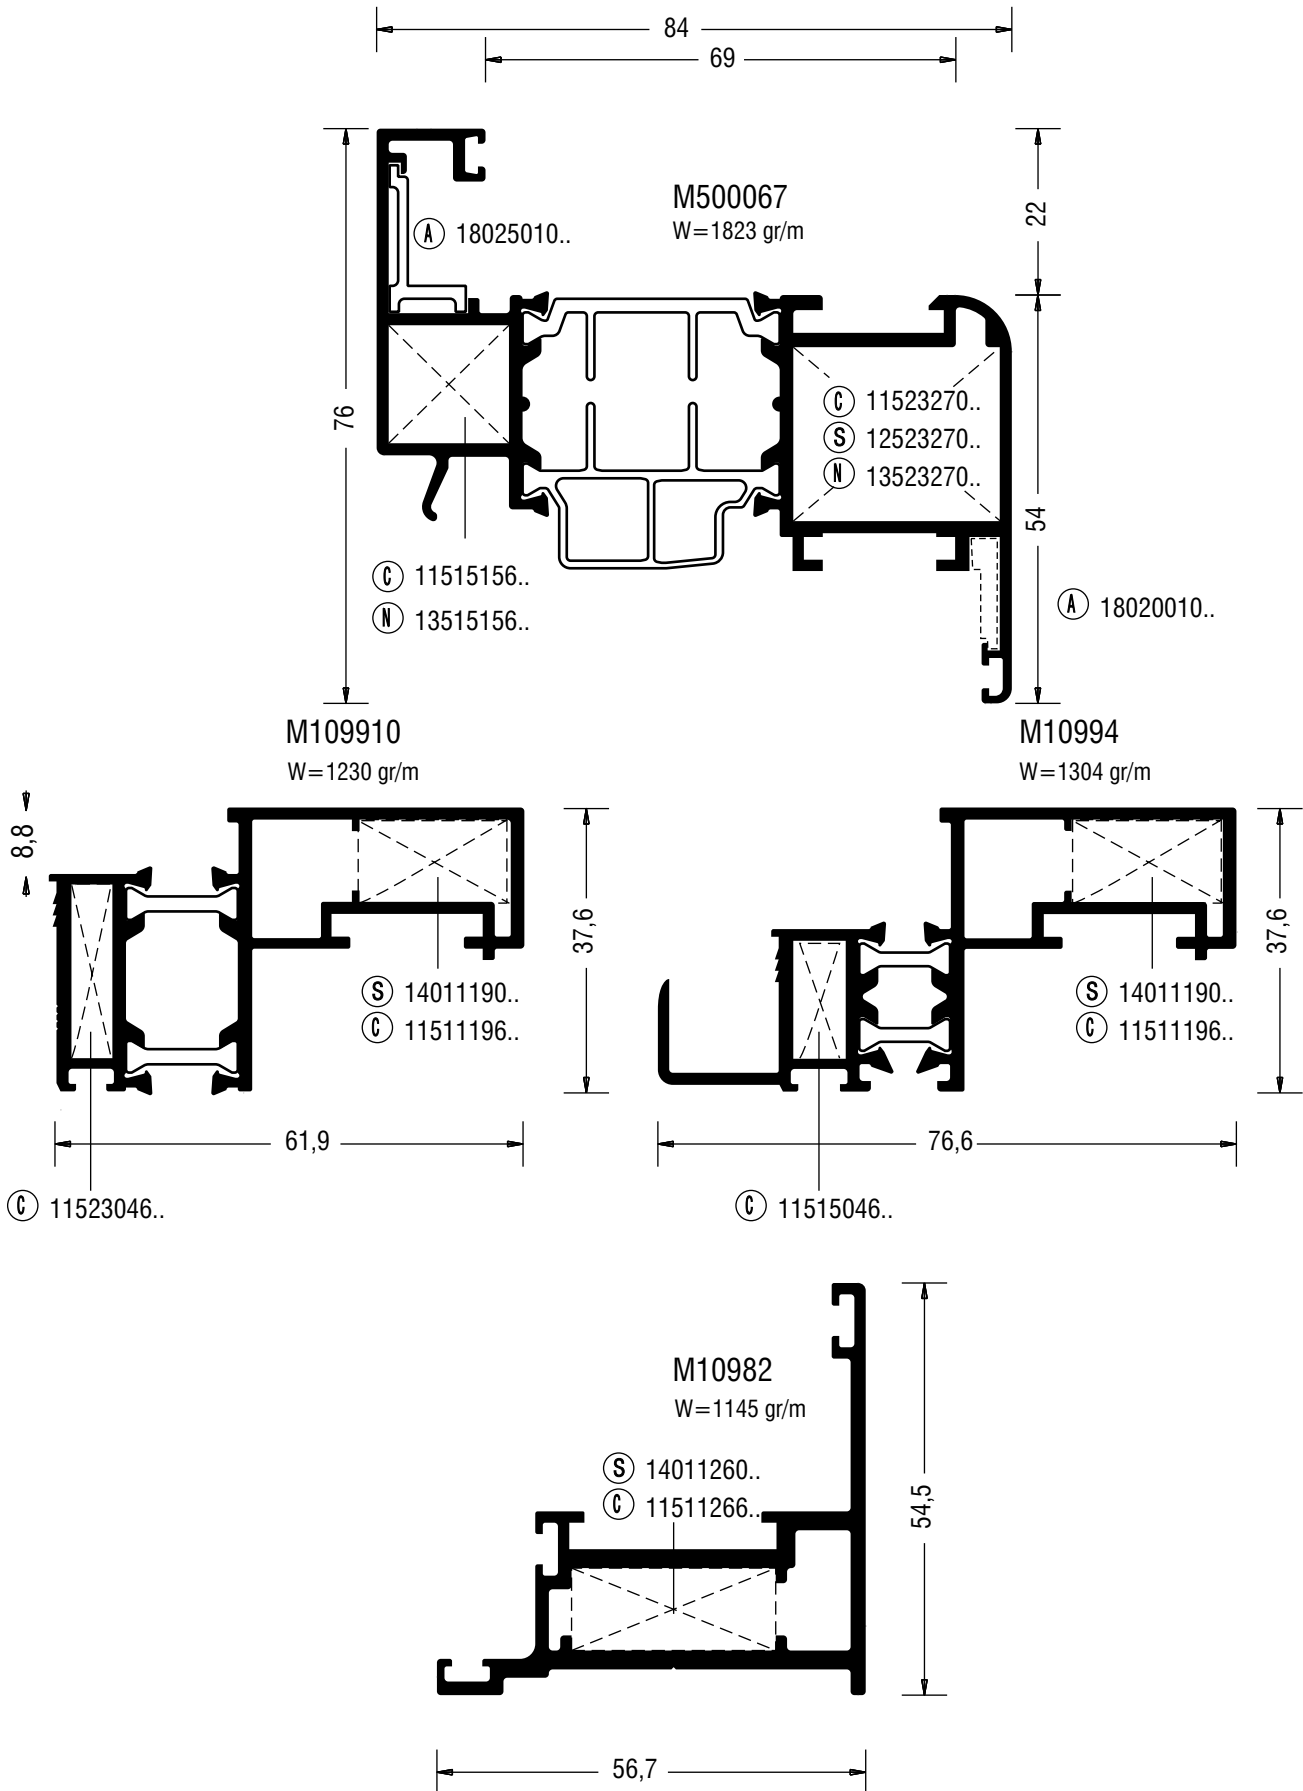 84
69
M500067
W=1823 gr/m
22
A 18025010..
76
C 11523270..
S 12523270..
N 13523270..
54
C 11515156..
N 13515156..
A 18020010..
M109910
W=1230 gr/m
M10994
W=1304 gr/m
8,8
37,6
37,6
S 14011190..
C 11511196..
S 14011190..
C 11511196..
61,9
76,6
C 11523046..
C 11515046..
M10982
W=1145 gr/m
S 14011260..
C 11511266..
54,5
56,7